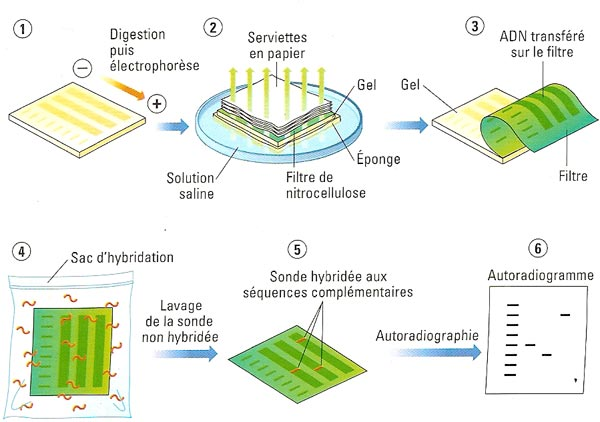 1
Digestion
puis
électrophorèse
−
+
2
Serviettes
en papier
Gel
Éponge
Filtre de
nitrocellulose
Solution
saline
3
ADN transféré
sur le filtre
Gel
Filtre
4
Sac d'hybridation
Lavage
de la sonde
non hybridée
5
Sonde hybridée aux
séquences complémentaires
Autoradiographie
6
Autoradiogramme